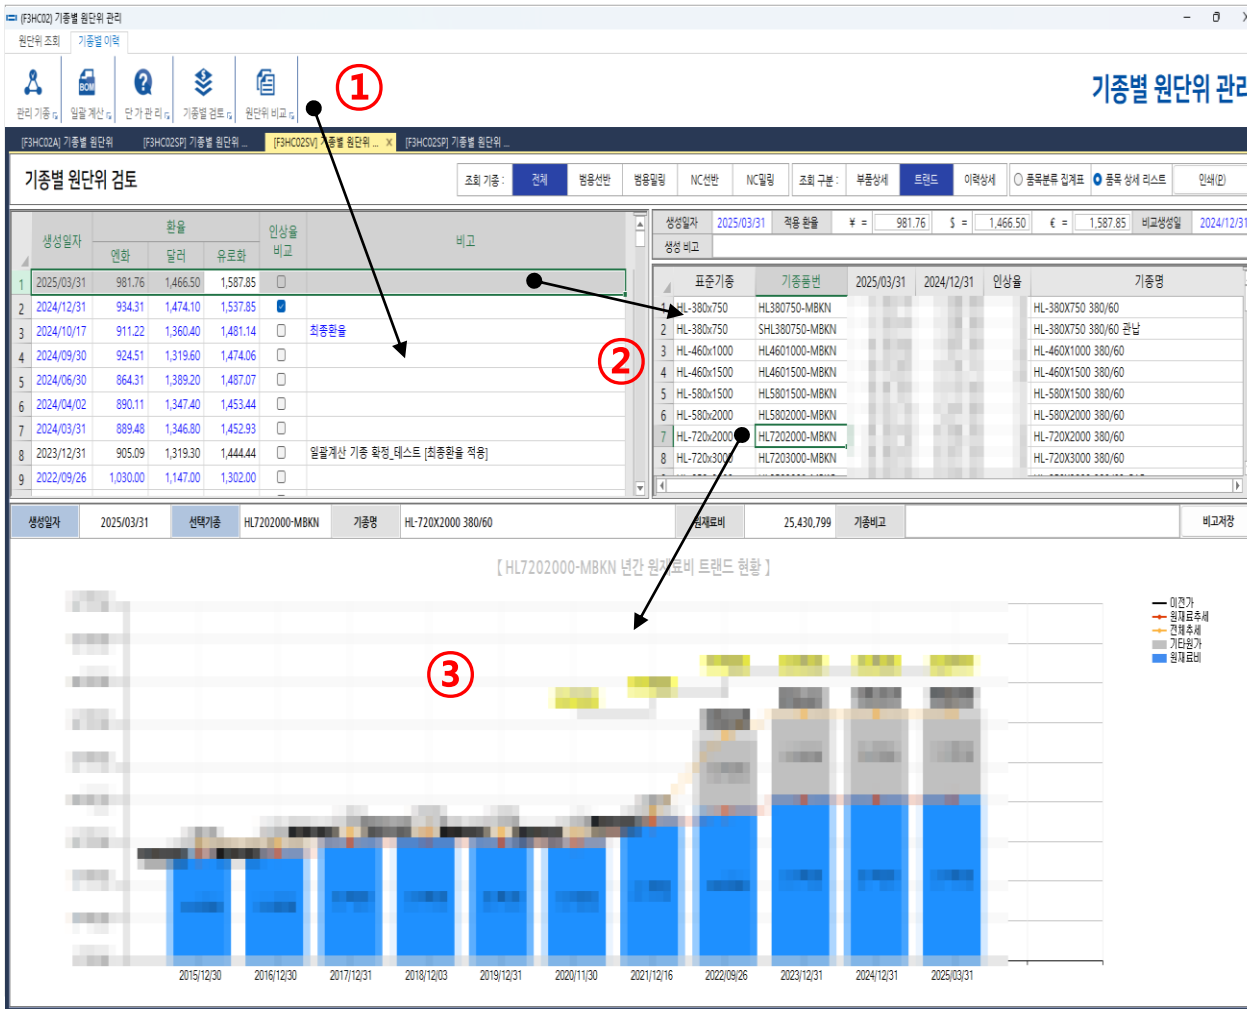 (F3HC02) 기종별 원단위 관리
원단위 조회 기종별 이력
관리 기종 일괄 계산 단 가 관 리 기종별 검토 원단위 비교
①
기종별 원단위 관리
[F3HC02A] 기종별 원단위 [F3HC02SP] 기종별 원단위 ... [F3HC02SV] 기종별 원단위 ... × [F3HC02SP] 기종별 원단위 ...
기종별 원단위 검토
조회 기종 : 전체 범용선반 범용밀링 NC선반 NC밀링 조회 구분 : 부품상세 트랜드 이력상세 품목분류 집계표 품목 상세 리스트 인쇄(P)
생성일자 환율 인상율 비교 비고
엔화 달러 유로화
1 2025/03/31 981.76 1,466.50 1,587.85
2 2024/12/31 934.31 1,474.10 1,537.85
3 2024/10/17 911.22 1,360.40 1,481.14 최종환율
4 2024/09/30 924.51 1,319.60 1,474.06
5 2024/06/30 864.31 1,389.20 1,487.07
6 2024/04/02 890.11 1,347.40 1,453.44
7 2024/03/31 889.48 1,346.80 1,452.93
8 2023/12/31 905.09 1,319.30 1,444.44 일괄계산 기종 확정_테스트 [최종환율 적용]
9 2022/09/26 1,030.00 1,147.00 1,302.00
생성일자 2025/03/31 적용 환율 ¥ = 981.76 $ = 1,466.50 € = 1,587.85 비교생성일 2024/12/31
생성 비고
②
표준기종 기종품번 2025/03/31 2024/12/31 인상율 기종명
1 HL-380x750 HL380750-MBKN HL-380X750 380/60
2 HL-380x750 SHL380750-MBKN HL-380X750 380/60 관납
3 HL-460x1000 HL4601000-MBKN HL-460X1000 380/60
4 HL-460x1500 HL4601500-MBKN HL-460X1500 380/60
5 HL-580x1500 HL5801500-MBKN HL-580X1500 380/60
6 HL-580x2000 HL5802000-MBKN HL-580X2000 380/60
7 HL-720x2000 HL7202000-MBKN HL-720X2000 380/60
8 HL-720x3000 HL7203000-MBKN HL-720X3000 380/60
생성일자 2025/03/31 선택기종 HL7202000-MBKN 기종명 HL-720X2000 380/60 원재료비 25,430,799 기종비고 비고저장
【 HL7202000-MBKN 년간 원재료비 트랜드 현황 】
이전가
원재료추세
전체추세
기타원가
원재료비
③
2015/12/30 2016/12/30 2017/12/31 2018/12/03 2019/12/31 2020/11/30 2021/12/16 2022/09/26 2023/12/31 2024/12/31 2025/03/31